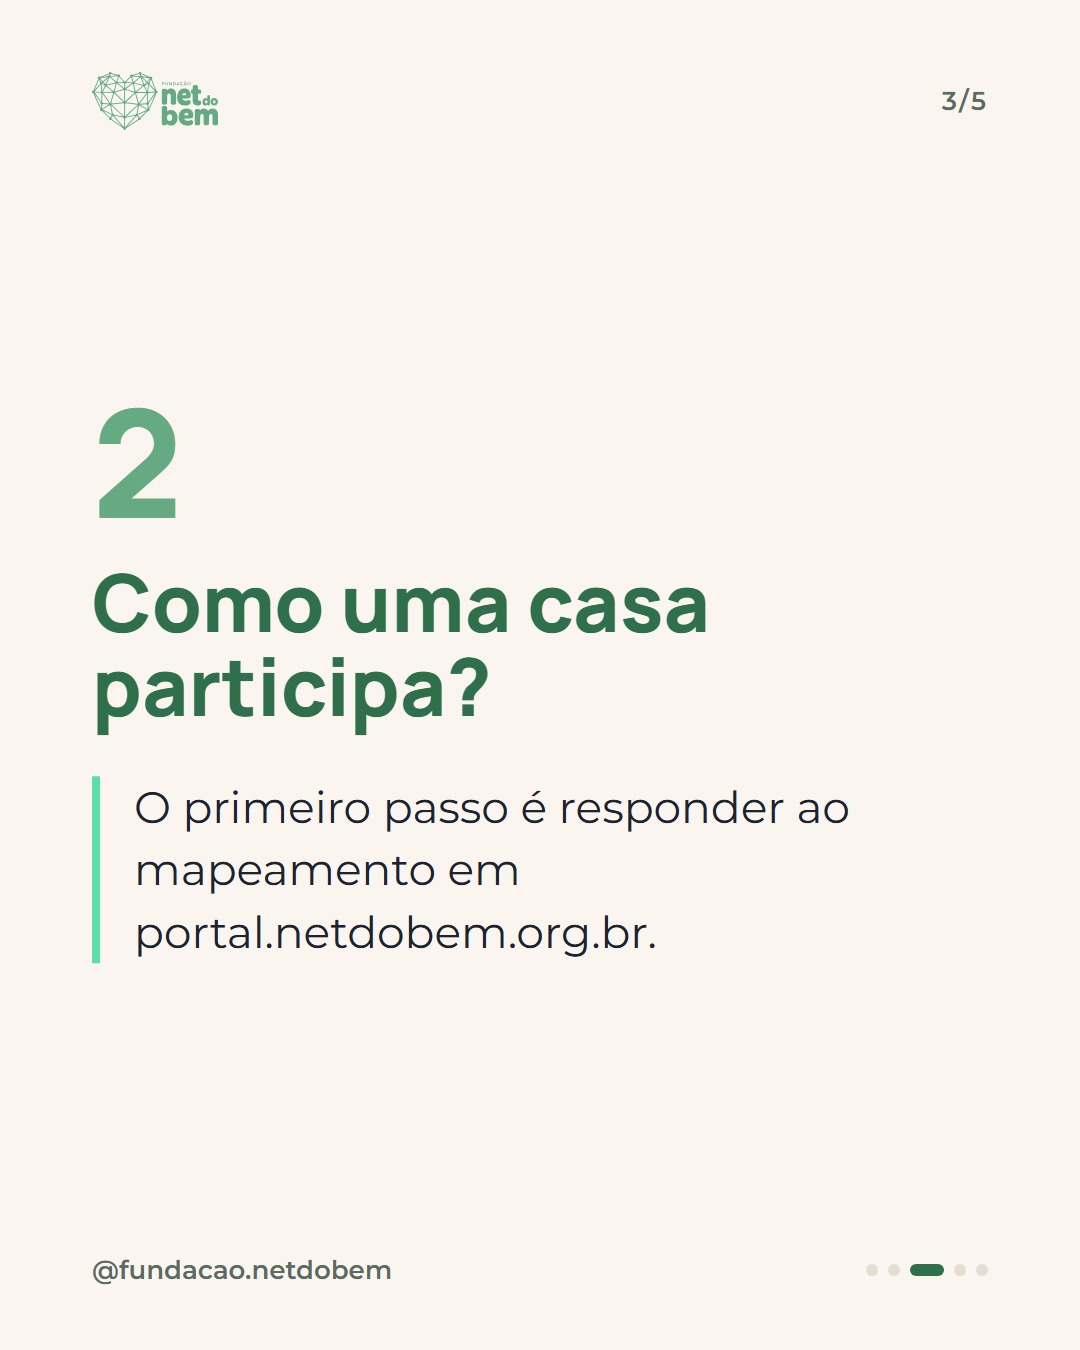 FUNDAÇÃO
net do
bem
3/5
2
Como uma casa
participa?
O primeiro passo é responder ao
mapeamento em
portal.netdobem.org.br.
@fundacao.netdobem